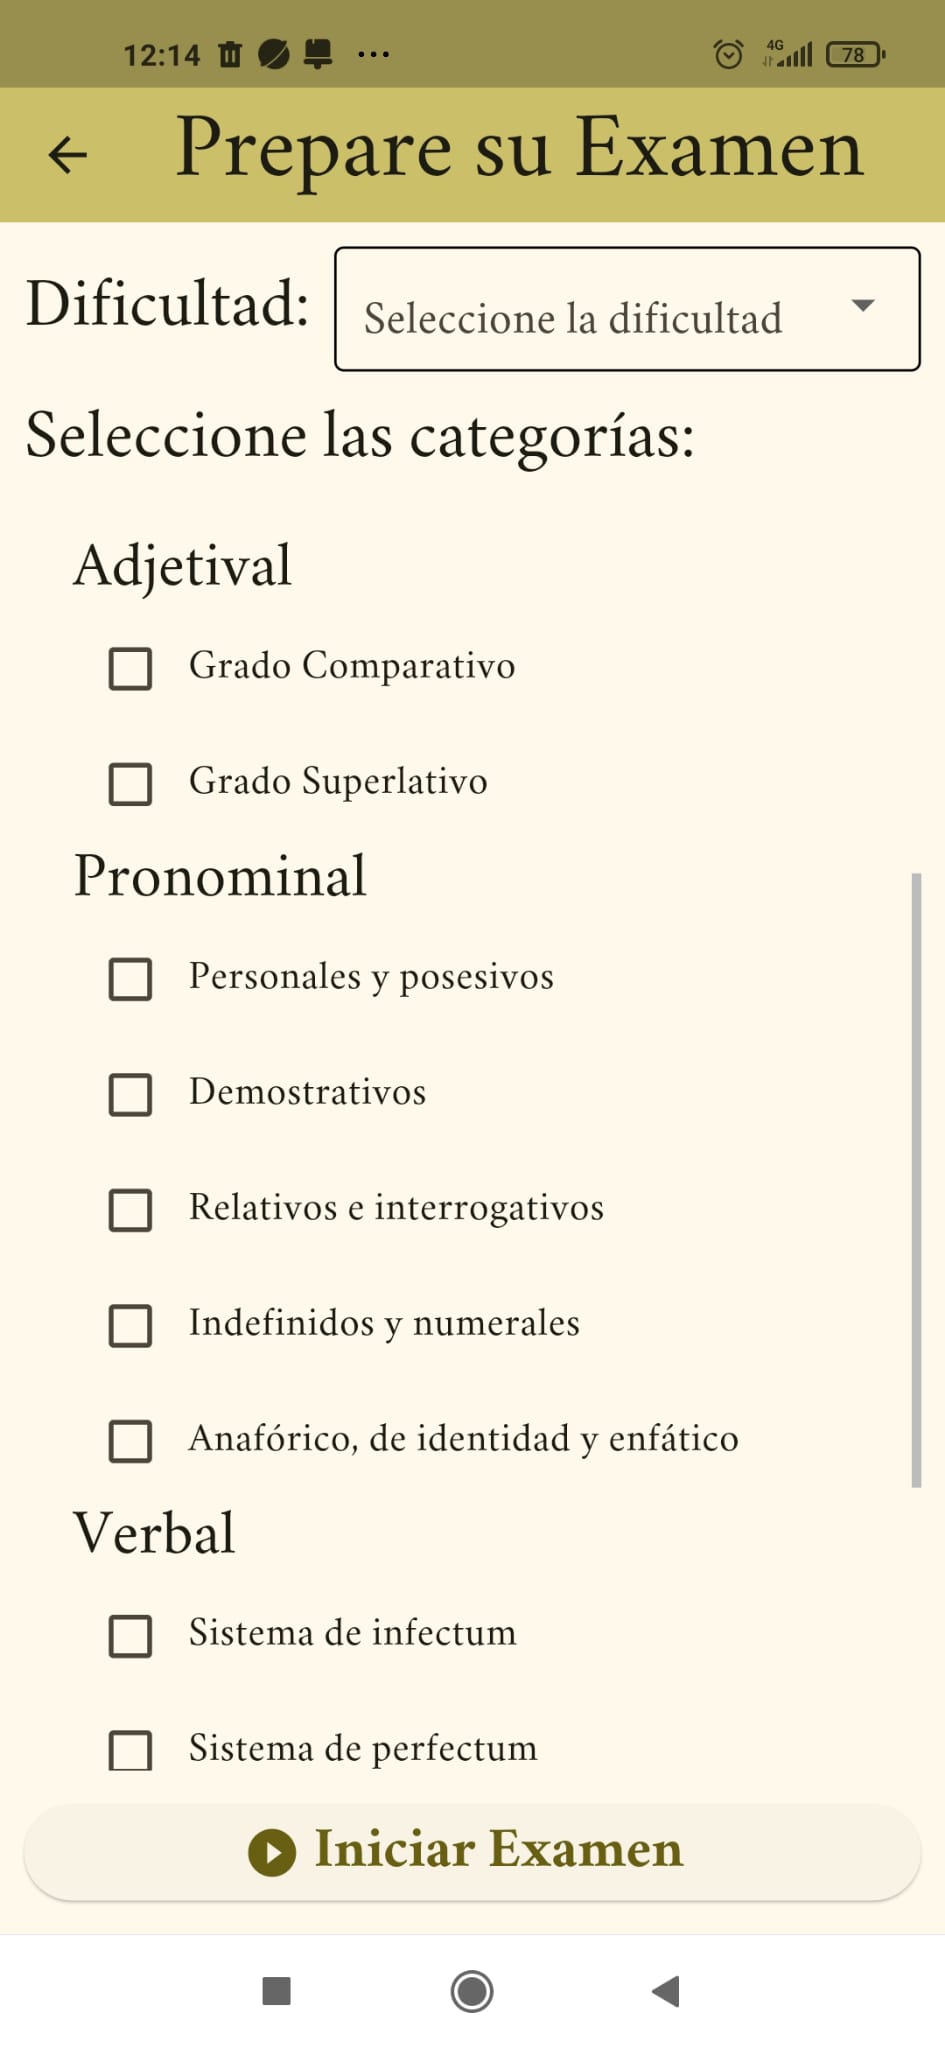 12:14 ... 4G 78
Prepare su Examen
Dificultad: Seleccione la dificultad
Seleccione las categorías:
Adjetival
Grado Comparativo
Grado Superlativo
Pronominal
Personales y posesivos
Demostrativos
Relativos e interrogativos
Indefinidos y numerales
Anafórico, de identidad y enfático
Verbal
Sistema de infectum
Sistema de perfectum
Iniciar Examen